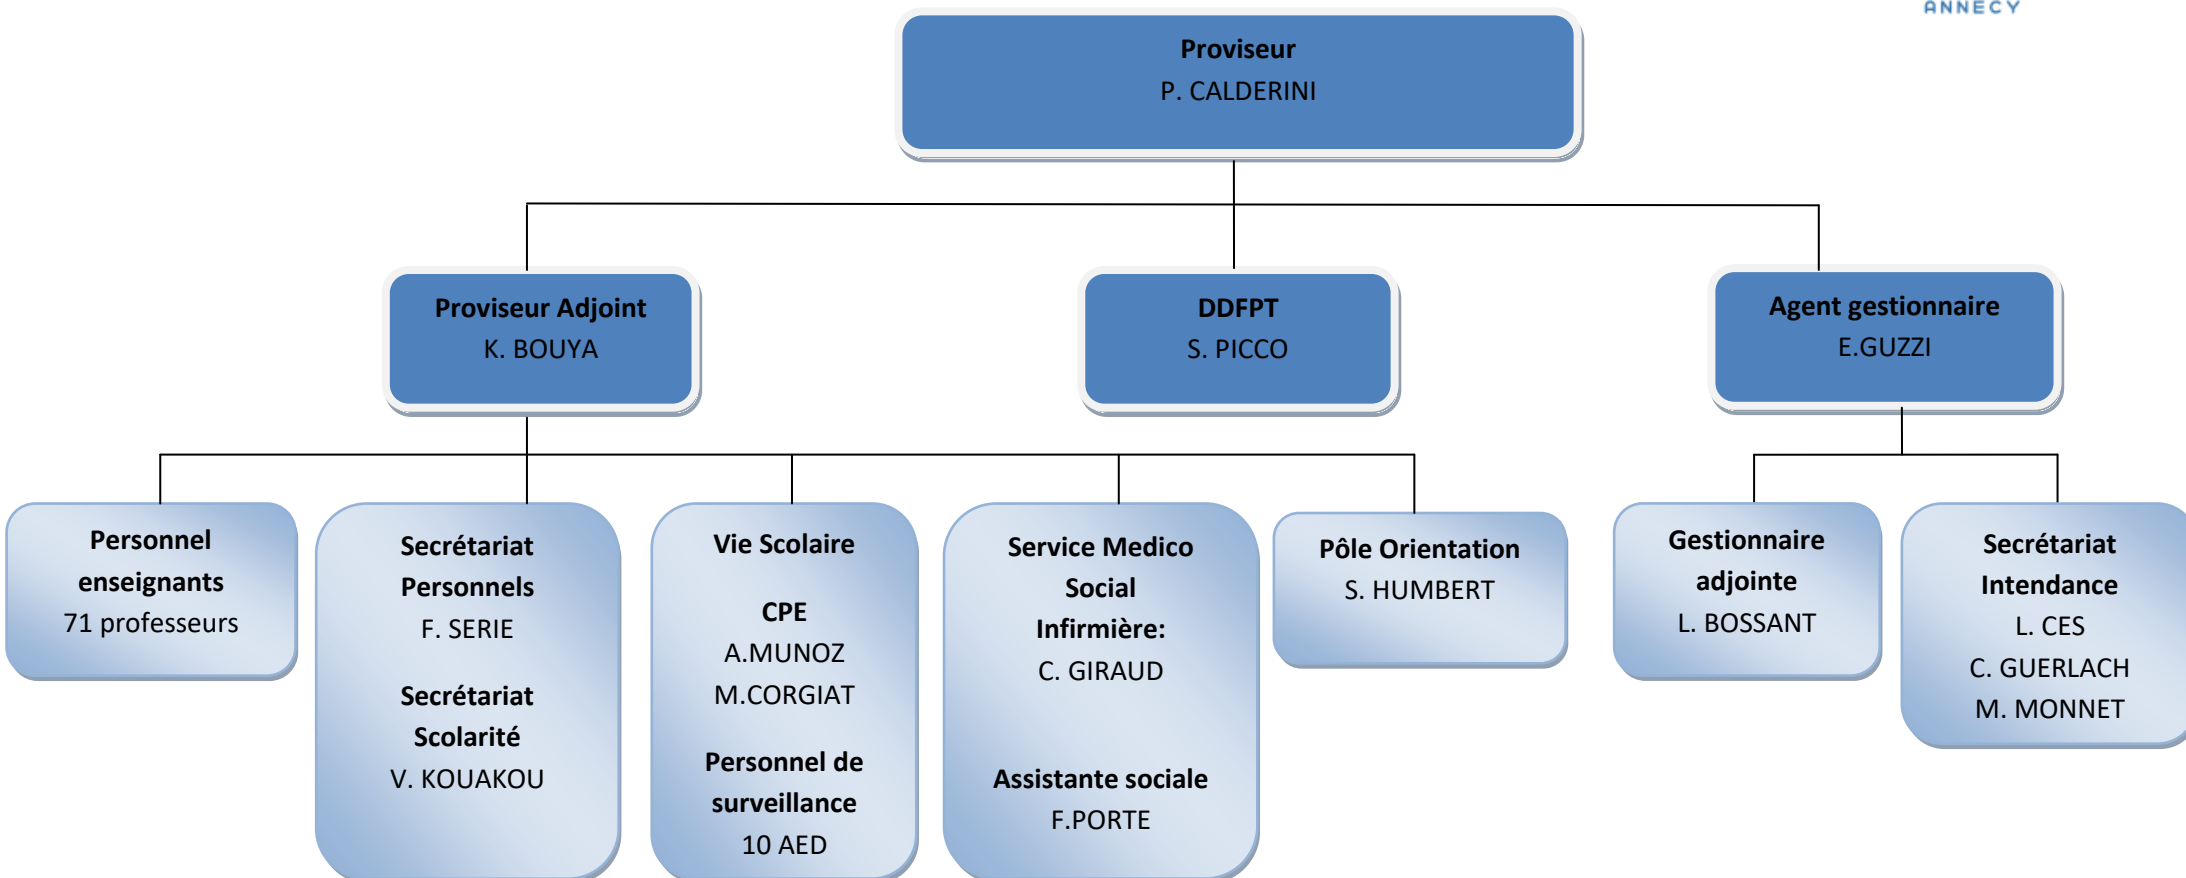 ANNECY
Proviseur
P. CALDERINI
Proviseur Adjoint
K. BOUYA
DDFPT
S. PICCO
Agent gestionnaire
E.GUZZI
Personnel
enseignants
71 professeurs
Secrétariat
Personnels
F. SERIE
Secrétariat
Scolarité
V. KOUAKOU
Vie Scolaire
CPE
A.MUNOZ
M.CORGIAT
Personnel de
surveillance
10 AED
Service Medico
Social
Infirmière:
C. GIRAUD
Assistante sociale
F.PORTE
Pôle Orientation
S. HUMBERT
Gestionnaire
adjointe
L. BOSSANT
Secrétariat
Intendance
L. CES
C. GUERLACH
M. MONNET